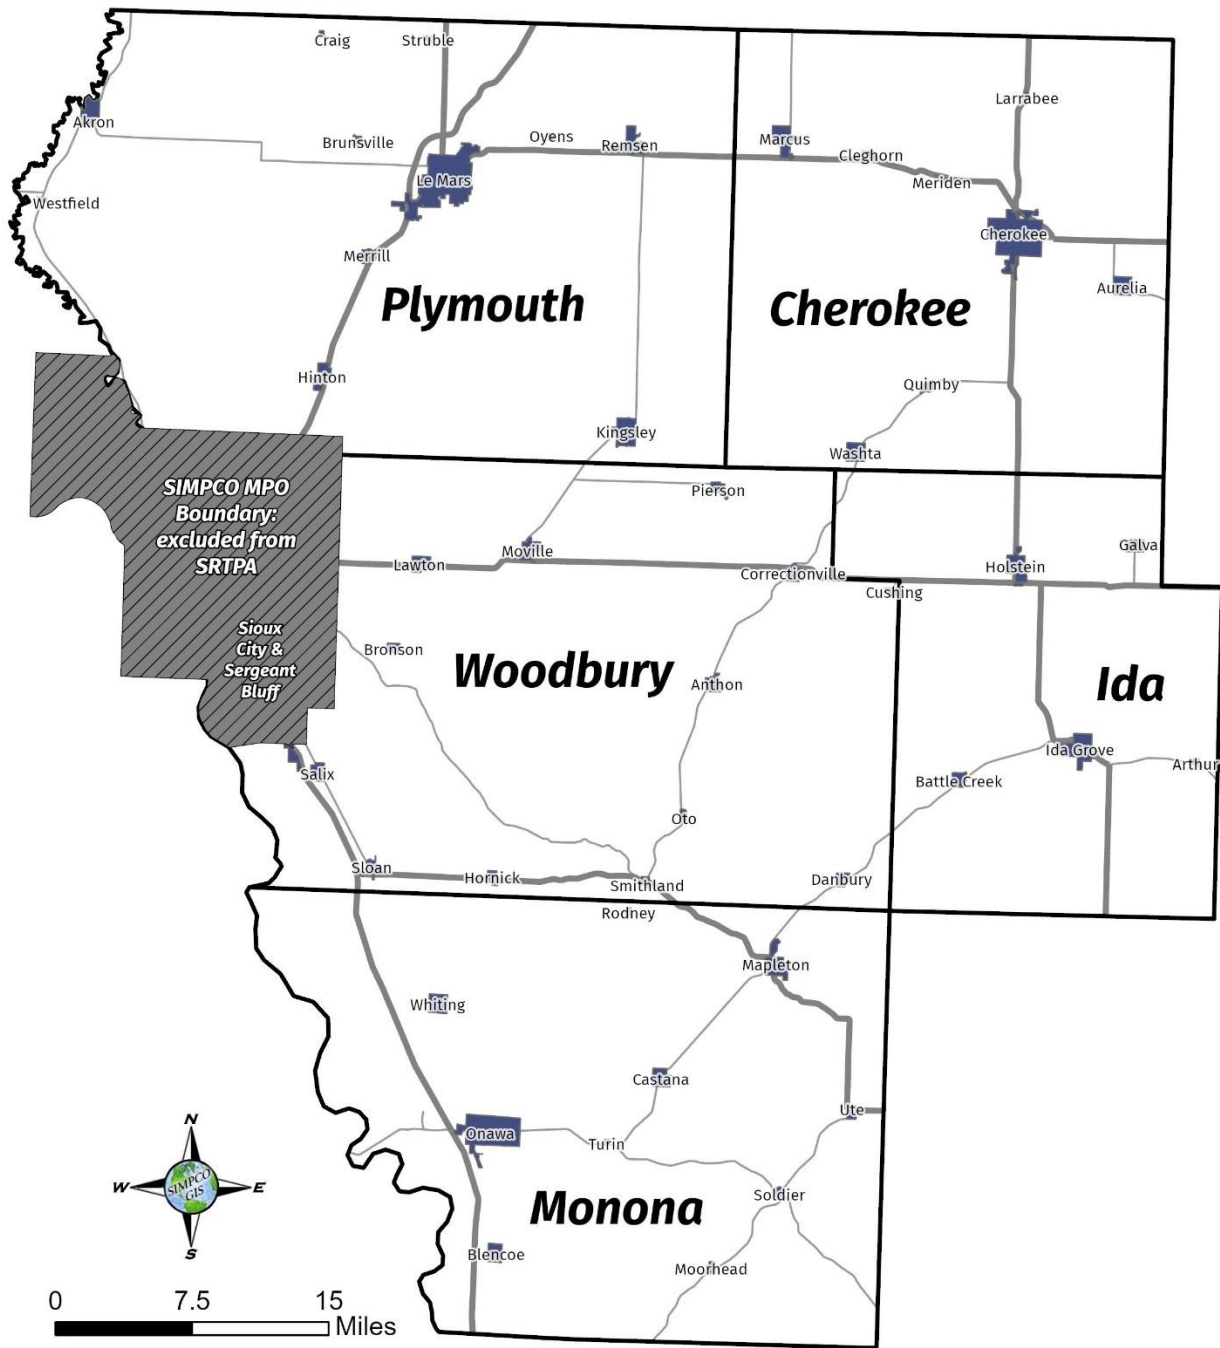 Craig
Struble
Larrabee
Akron
Brunsville
Oyens
Remsen
Marcus
Cleghorn
Meriden
Le Mars
Westfield
Cherokee
Merrill
Aurelia
Plymouth
Cherokee
Hinton
Quimby
Kingsley
Washta
SIMPCO MPO
Boundary:
excluded from
SRTPA
Pierson
Lawton
Moville
Correctionville
Holstein
Galva
Cushing
Sioux
City &
Sergeant
Bluff
Bronson
Woodbury
Anthon
Ida
Ida Grove
Arthur
Salix
Battle Creek
Oto
Sloan
Hornick
Smithland
Danbury
Rodney
Mapleton
Whiting
Castana
Ute
Onawa
Turin
Soldier
Monona
Blencoe
Moorhead
N
W
SIMPCO
GIS
E
S
0
7.5
15
Miles